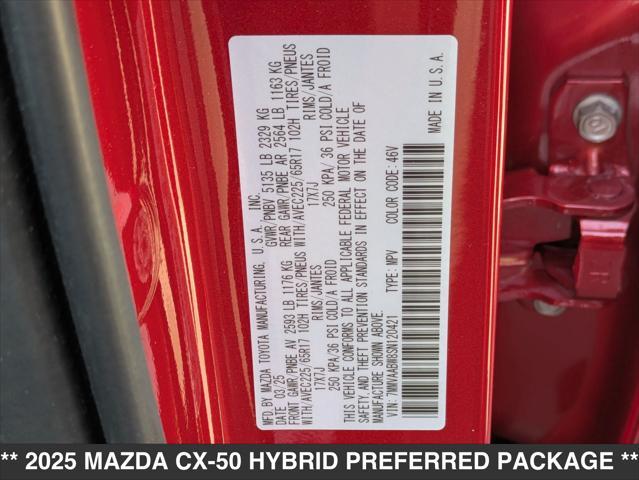 MFD.BY MAZDA TOYOTA MANUFACTURING, U.S.A. INC.
DATE 03/25 GVWR/PNBV 5135 LB 2329 KG
FRONT GAWR/PNBE AV 2593 LB 1176 KG REAR GAWR/PNBE AR 2564 LB 1163 KG
WITH/AVEC225/65R17 102H TIRES/PNEUS WITH/AVEC225/65R17 102H TIRES/PNEUS
17X7J RIMS/JANTES 17X7J RIMS/JANTES
250 KPA/36 PSI COLD/A FROID 250 KPA/ 36 PSI COLD/A FROID
THIS VEHICLE CONFORMS TO ALL APPLICABLE FEDERAL MOTOR VEHICLE
SAFETY, AND THEFT PREVENTION STANDARDS IN EFFECT ON THE DATE OF
MANUFACTURE SHOWN ABOVE.
VIN: 7MMVAABW8SN120421 TYPE: MPV COLOR CODE: 46V
MADE IN U.S.A.
** 2025 MAZDA CX-50 HYBRID PREFERRED PACKAGE **